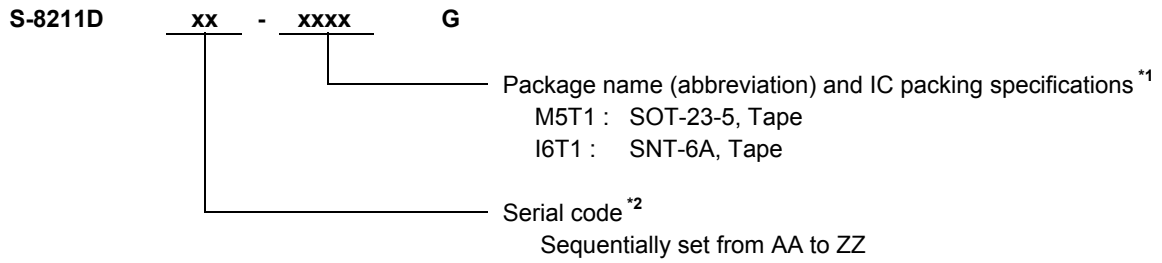 S-8211D xx - xxxx G
Package name (abbreviation) and IC packing specifications *1
M5T1 : SOT-23-5, Tape
I6T1 : SNT-6A, Tape
Serial code *2
Sequentially set from AA to ZZ